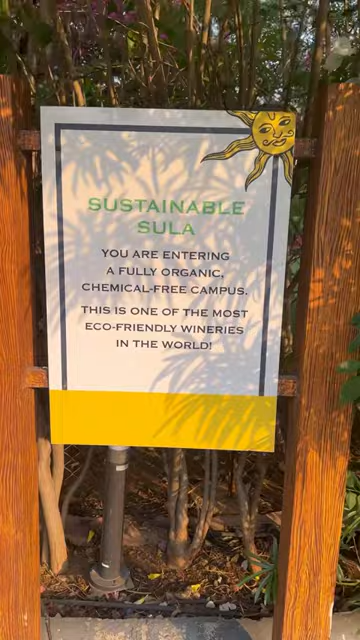 SUSTAINABLE
SULA
YOU ARE ENTERING
A FULLY ORGANIC,
CHEMICAL-FREE CAMPUS.
THIS IS ONE OF THE MOST
ECO-FRIENDLY WINERIES
IN THE WORLD!